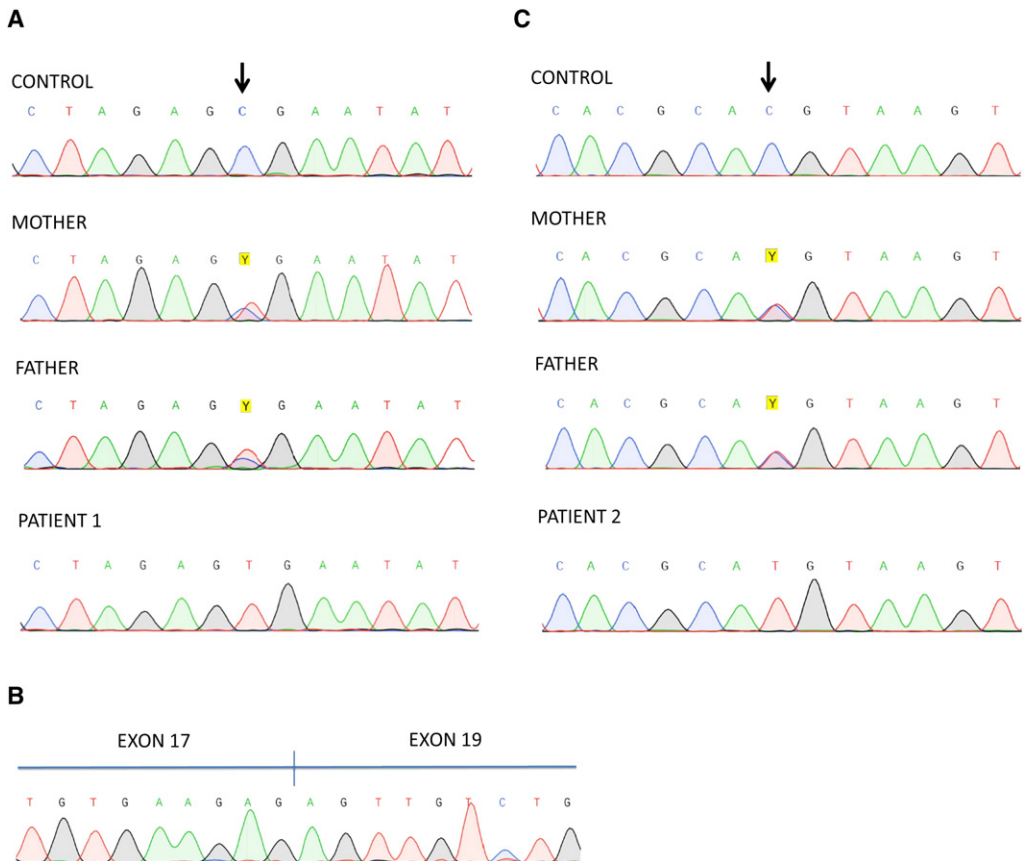 A
CONTROL
C T A G A G C G A A T A T
MOTHER
C T A G A G Y G A A T A T
FATHER
C T A G A G Y G A A T A T
PATIENT 1
C T A G A G T G A A T A T
C
CONTROL
C A C G C A C G T A A G T
MOTHER
C A C G C A Y G T A A G T
FATHER
C A C G C A Y G T A A G T
PATIENT 2
C A C G C A T G T A A G T
B
EXON 17 EXON 19
T G T G A A G A G A G T T G T C T G